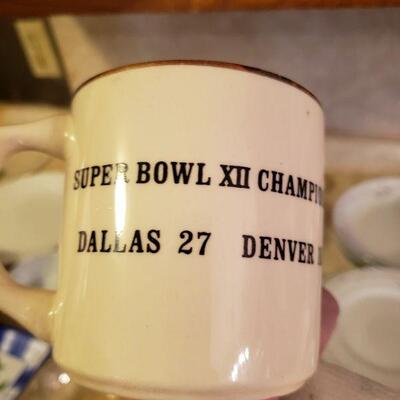 SUPER BOWL XII
DALLAS 27 DENVER